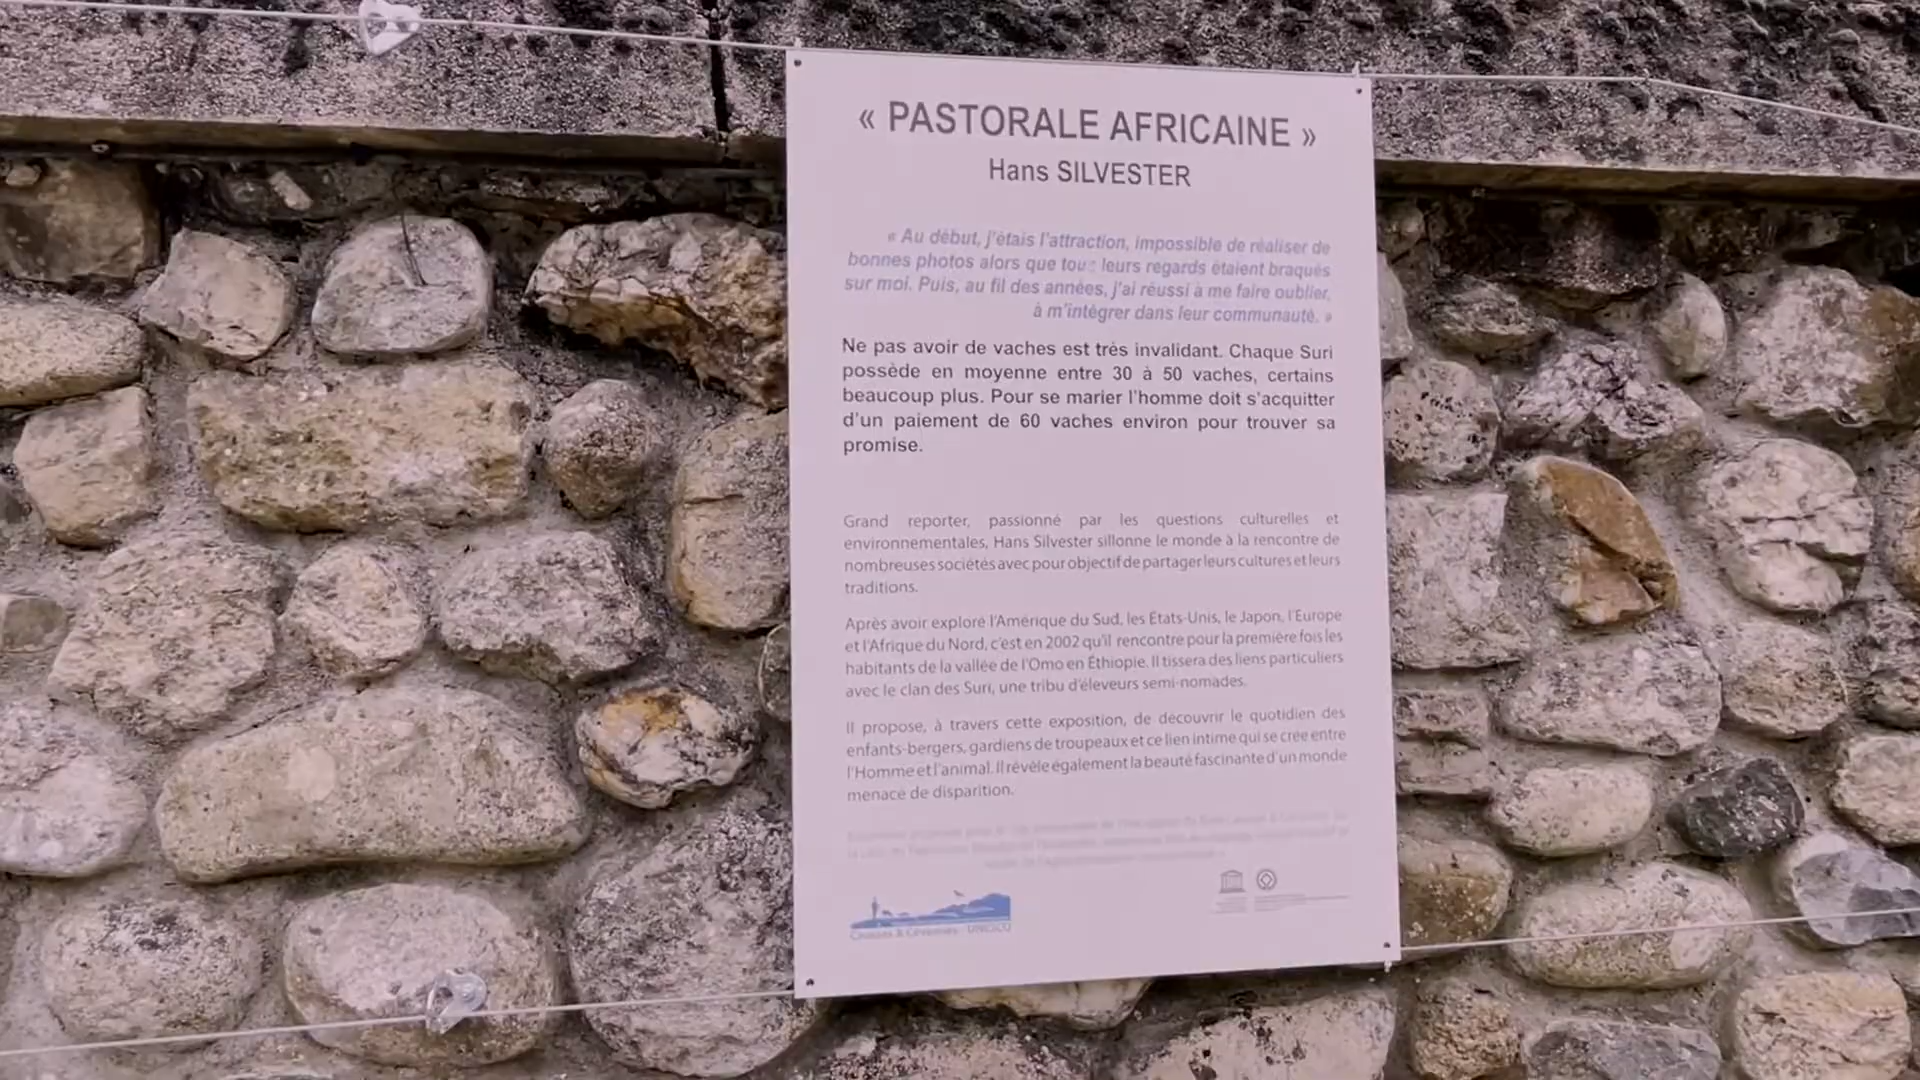 « PASTORALE AFRICAINE »
Hans SILVESTER
« Au début, j'étais l'attraction, impossible de réaliser de
bonnes photos alors que tous leurs regards étaient braqués
sur moi. Puis, au fil des années, j'ai réussi à me faire oublier,
à m'intégrer dans leur communauté. »
Ne pas avoir de vaches est très invalidant. Chaque Suri
possède en moyenne entre 30 à 50 vaches, certains
beaucoup plus. Pour se marier l'homme doit s'acquitter
d'un paiement de 60 vaches environ pour trouver sa
promise.
Grand reporter, passionné par les questions culturelles et
environnementales, Hans Silvester sillonne le monde à la rencontre de
nombreuses sociétés avec pour objectif de partager leurs cultures et leurs
traditions.
Après avoir exploré l'Amérique du Sud, les États-Unis, le Japon, l'Europe
et l'Afrique du Nord, c'est en 2002 qu'il rencontre pour la première fois les
habitants de la vallée de l'Omo en Éthiopie. Il tissera des liens particuliers
avec le clan des Suri, une tribu d'éleveurs semi-nomades.
Il propose, à travers cette exposition, de découvrir le quotidien des
enfants-bergers, gardiens de troupeaux et ce lien intime qui se crée entre
l'Homme et l'animal. Il révèle également la beauté fascinante d'un monde
menacé de disparition.
Causses & Cévennes - UNESCO